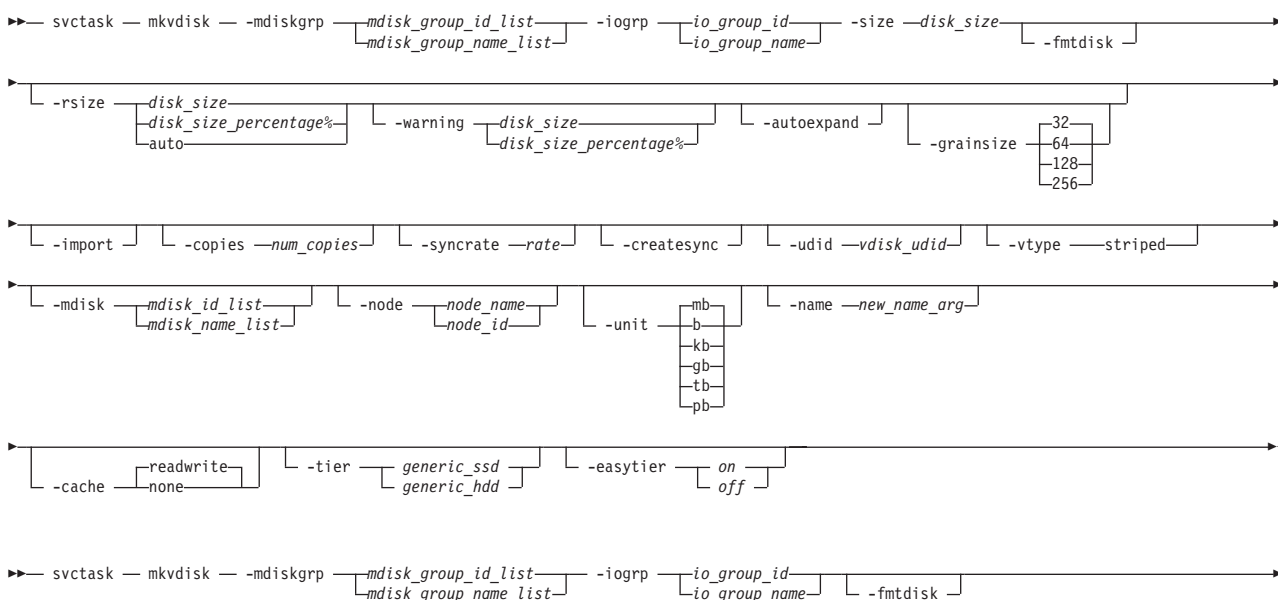 ►►— svctask — mkvdisk — -mdiskgrp mdisk_group_id_list -iogrp io_group_id -size — disk_size -fmtdisk
mdisk_group_name_list io_group_name
-rsize disk_size
disk_size_percentage% -warning disk_size -autoexpand 32
auto disk_size_percentage% -grainsize 64
128
256
-import -copies — num_copies -syncrate — rate -createsync -udid — vdisk_udid -vtype — striped
-mdisk mdisk_id_list -node node_name mb -name — new_name_arg
mdisk_name_list node_id -unit b
kb
gb
tb
pb
readwrite -tier generic_ssd -easytier on
-cache none generic_hdd off
►►— svctask — mkvdisk — -mdiskgrp mdisk_group_id_list -iogrp io_group_id
mdisk_group_name_list io_group_name -fmtdisk